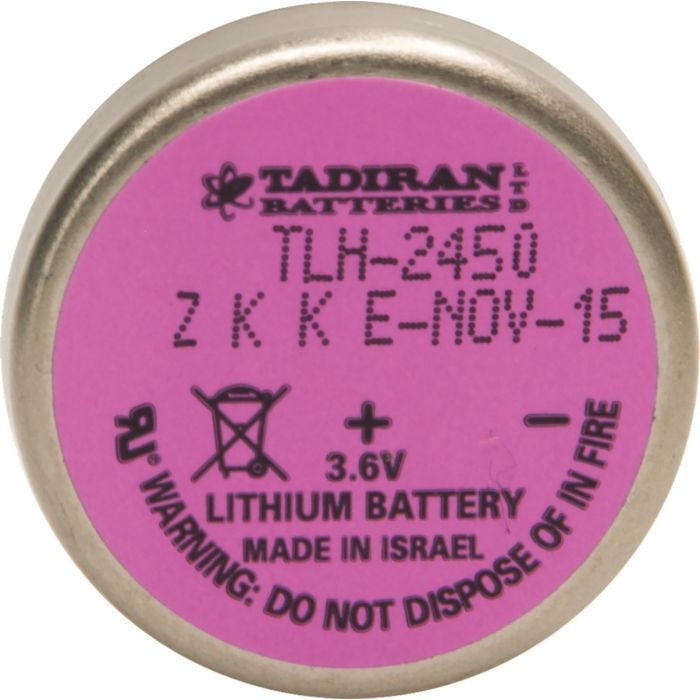 TADIRAN LTD
BATTERIES
TLH-2450
Z K K E-NOV-15
+ -
3.6V
LITHIUM BATTERY
MADE IN ISRAEL
WARNING: DO NOT DISPOSE OF IN FIRE